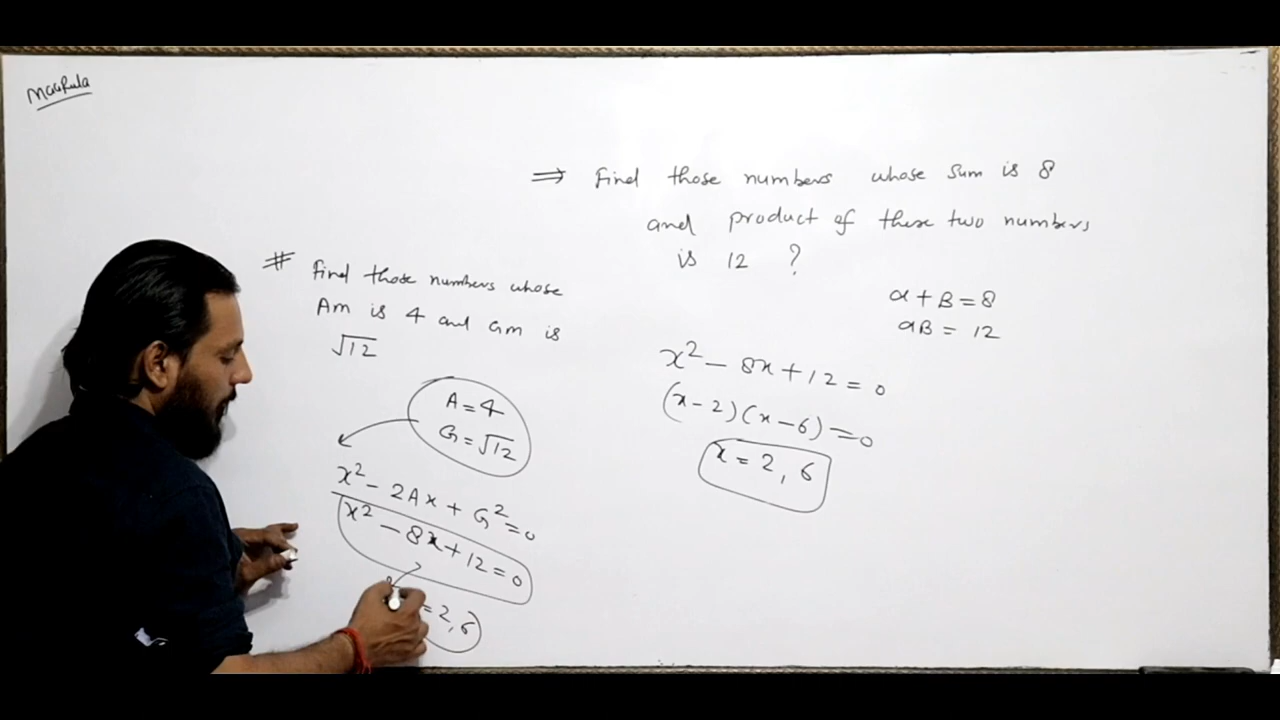 MathRula
⇒ Find those numbers whose sum is 8
and product of these two numbers
is 12 ?
α + B = 8
αB = 12
x² - 8x + 12 = 0
(x-2)(x-6) = 0
x = 2, 6
# Find those numbers whose
Am is 4 and Gm is
√12
A = 4
G = √12
x² - 2Ax + G² = 0
x² - 8x + 12 = 0
= 2, 6